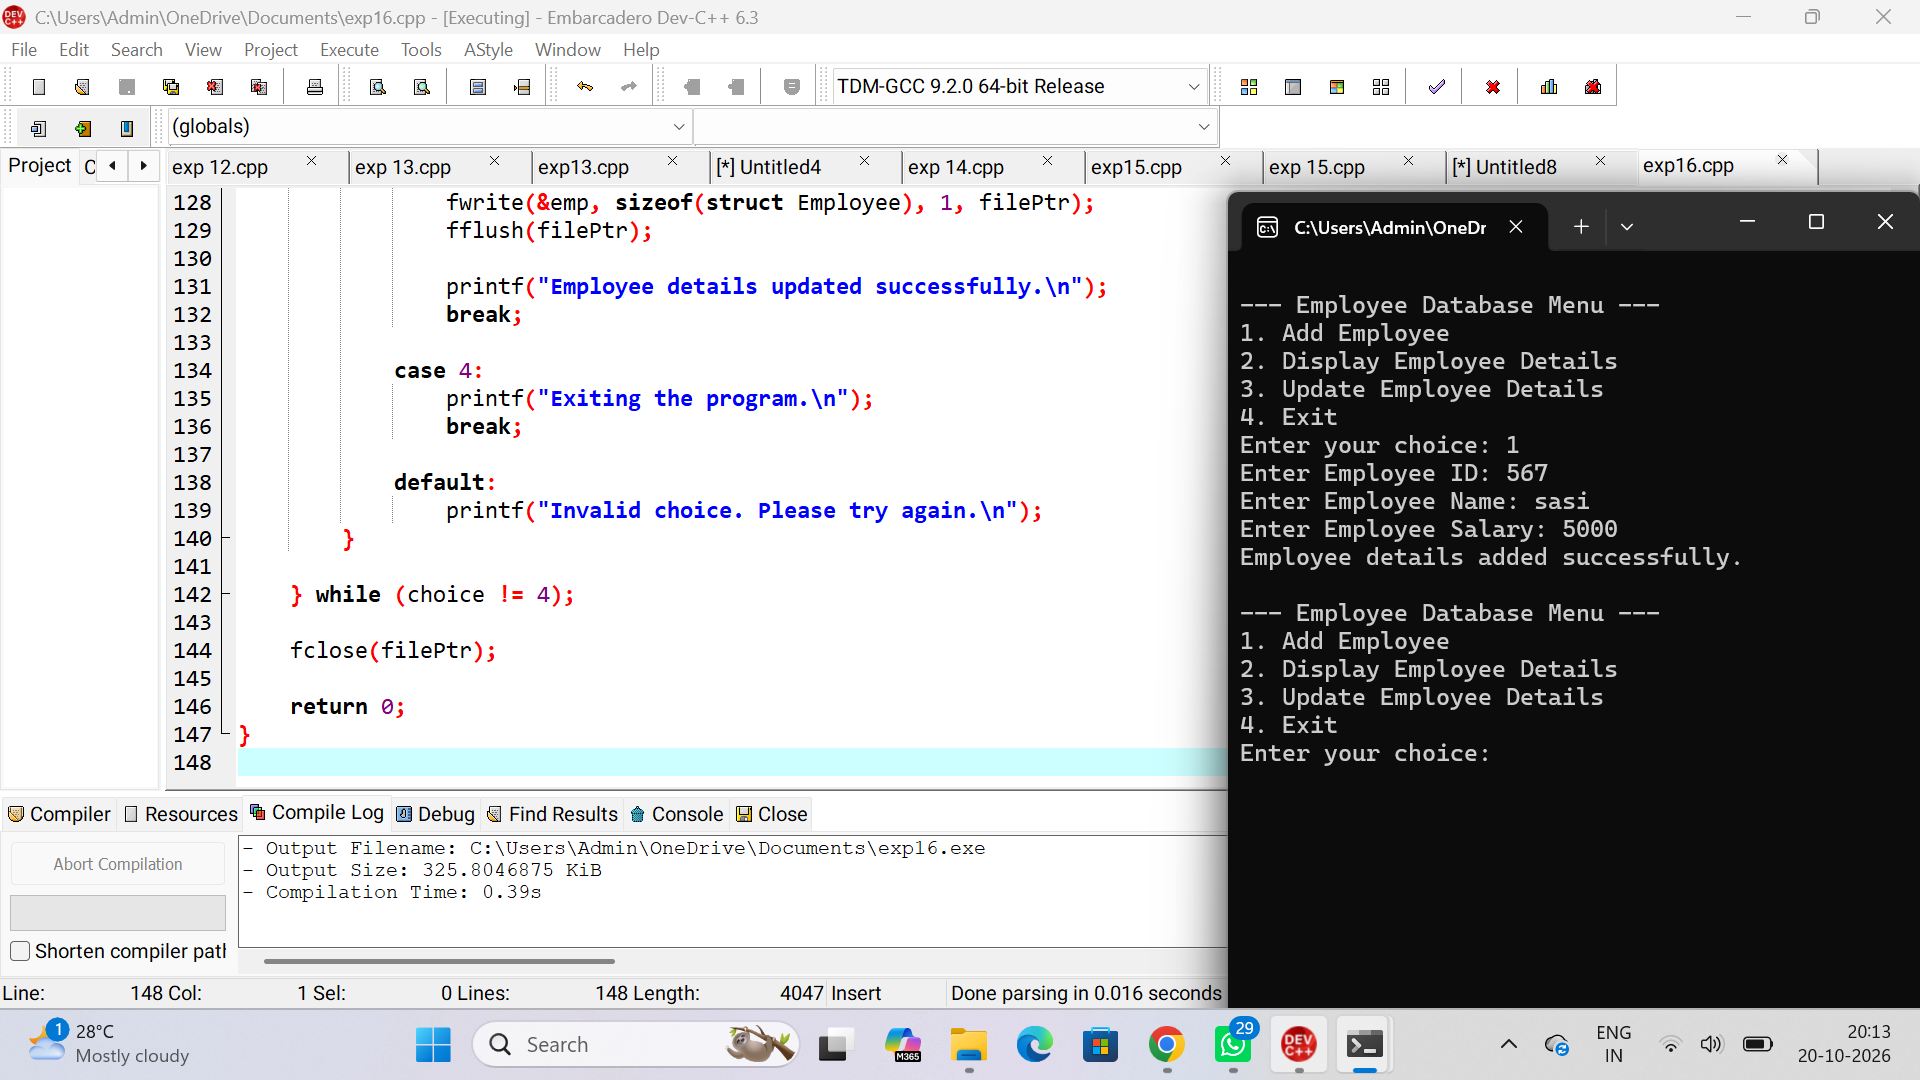 C:\Users\Admin\OneDrive\Documents\exp16.cpp - [Executing] - Embarcadero Dev-C++ 6.3
File Edit Search View Project Execute Tools AStyle Window Help
TDM-GCC 9.2.0 64-bit Release
(globals)
Project C
exp 12.cpp exp 13.cpp exp13.cpp [*] Untitled4 exp 14.cpp exp15.cpp exp 15.cpp [*] Untitled8 exp16.cpp
128 fwrite(&emp, sizeof(struct Employee), 1, filePtr);
129 fflush(filePtr);
130
131 printf("Employee details updated successfully.\n");
132 break;
133
134 case 4:
135 printf("Exiting the program.\n");
136 break;
137
138 default:
139 printf("Invalid choice. Please try again.\n");
140 }
141
142 } while (choice != 4);
143
144 fclose(filePtr);
145
146 return 0;
147 }
148
C:\Users\Admin\OneDr
--- Employee Database Menu ---
1. Add Employee
2. Display Employee Details
3. Update Employee Details
4. Exit
Enter your choice: 1
Enter Employee ID: 567
Enter Employee Name: sasi
Enter Employee Salary: 5000
Employee details added successfully.
--- Employee Database Menu ---
1. Add Employee
2. Display Employee Details
3. Update Employee Details
4. Exit
Enter your choice:
Compiler Resources Compile Log Debug Find Results Console Close
Abort Compilation
Shorten compiler path
- Output Filename: C:\Users\Admin\OneDrive\Documents\exp16.exe
- Output Size: 325.8046875 KiB
- Compilation Time: 0.39s
Line: 148 Col: 1 Sel: 0 Lines: 148 Length: 4047 Insert Done parsing in 0.016 seconds
1
28°C
Mostly cloudy
Search
M365
29
DEV C++
ENG
IN
20:13
20-10-2026